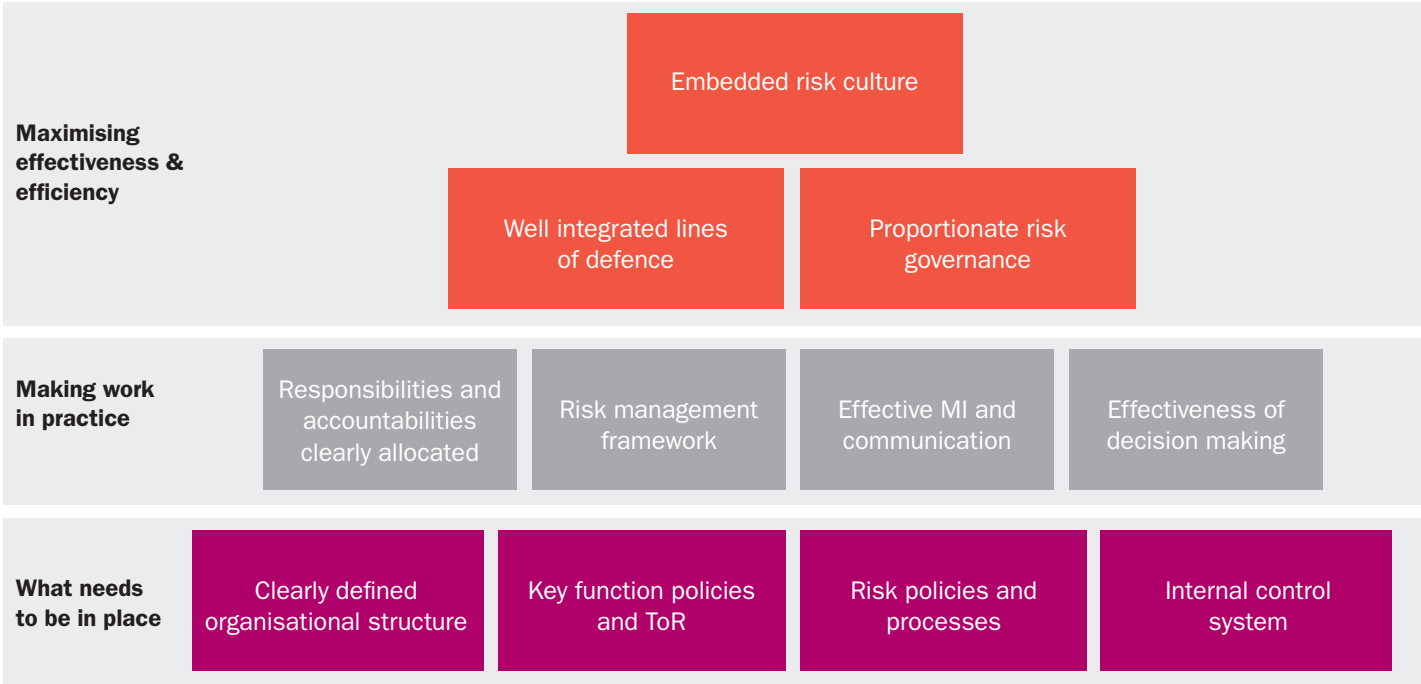 Maximising
effectiveness &
efficiency
Embedded risk culture
Well integrated lines
of defence
Proportionate risk
governance
Making work
in practice
Responsibilities and
accountabilities
clearly allocated
Risk management
framework
Effective MI and
communication
Effectiveness of
decision making
What needs
to be in place
Clearly defined
organisational structure
Key function policies
and ToR
Risk policies and
processes
Internal control
system